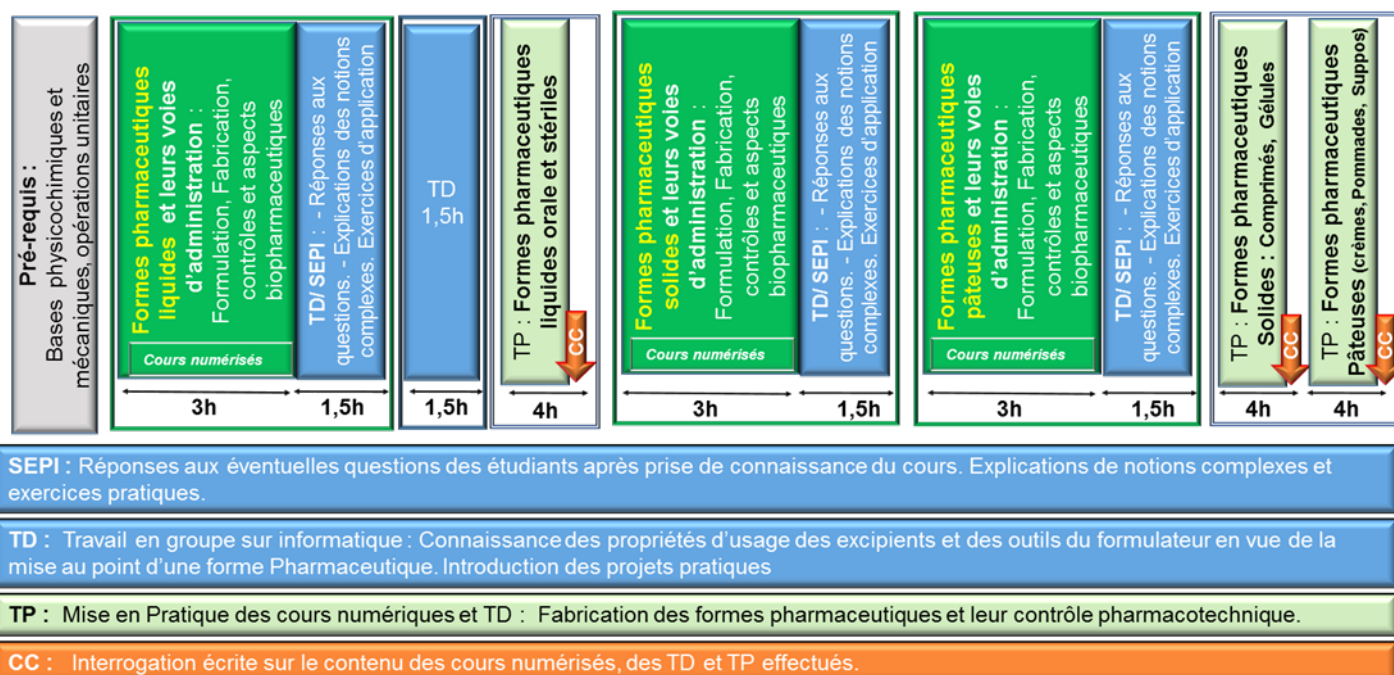 Pré-requis :
Bases physicochimiques et
mécaniques, opérations unitaires
Formes pharmaceutiques
liquides et leurs voies
d'administration :
Formulation, Fabrication,
contrôles et aspects
biopharmaceutiques
Cours numérisés
TD/ SEPI : - Réponses aux
questions. - Explications des notions
complexes. Exercices d'application
3h
1,5h
TD
1,5h
1,5h
TP : Formes pharmaceutiques
liquides orale et stériles
CC
4h
Formes pharmaceutiques
solides et leurs voies
d'administration :
Formulation, Fabrication,
contrôles et aspects
biopharmaceutiques
Cours numérisés
TD/ SEPI : - Réponses aux
questions. - Explications des notions
complexes. Exercices d'application
3h
1,5h
Formes pharmaceutiques
pâteuses et leurs voies
d'administration :
Formulation, Fabrication,
contrôles et aspects
biopharmaceutiques
Cours numérisés
TD/ SEPI : - Réponses aux
questions. - Explications des notions
complexes. Exercices d'application
3h
1,5h
TP : Formes pharmaceutiques
Solides : Comprimés, Gélules
CC
4h
TP : Formes pharmaceutiques
Pâteuses (crèmes, Pommades, Suppos)
CC
4h
SEPI : Réponses aux éventuelles questions des étudiants après prise de connaissance du cours. Explications de notions complexes et
exercices pratiques.
TD : Travail en groupe sur informatique : Connaissance des propriétés d'usage des excipients et des outils du formulateur en vue de la
mise au point d'une forme Pharmaceutique. Introduction des projets pratiques
TP : Mise en Pratique des cours numériques et TD : Fabrication des formes pharmaceutiques et leur contrôle pharmacotechnique.
CC : Interrogation écrite sur le contenu des cours numérisés, des TD et TP effectués.